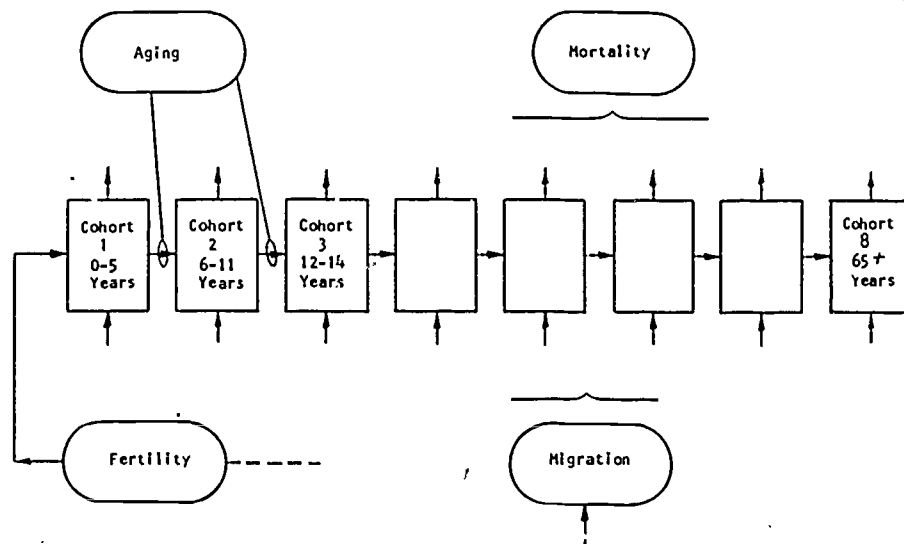 Aging
Mortality
Cohort
1
0-5
Years
Cohort
2
6-11
Years
Cohort
3
12-14
Years
Cohort
8
65+
Years
Fertility
Migration